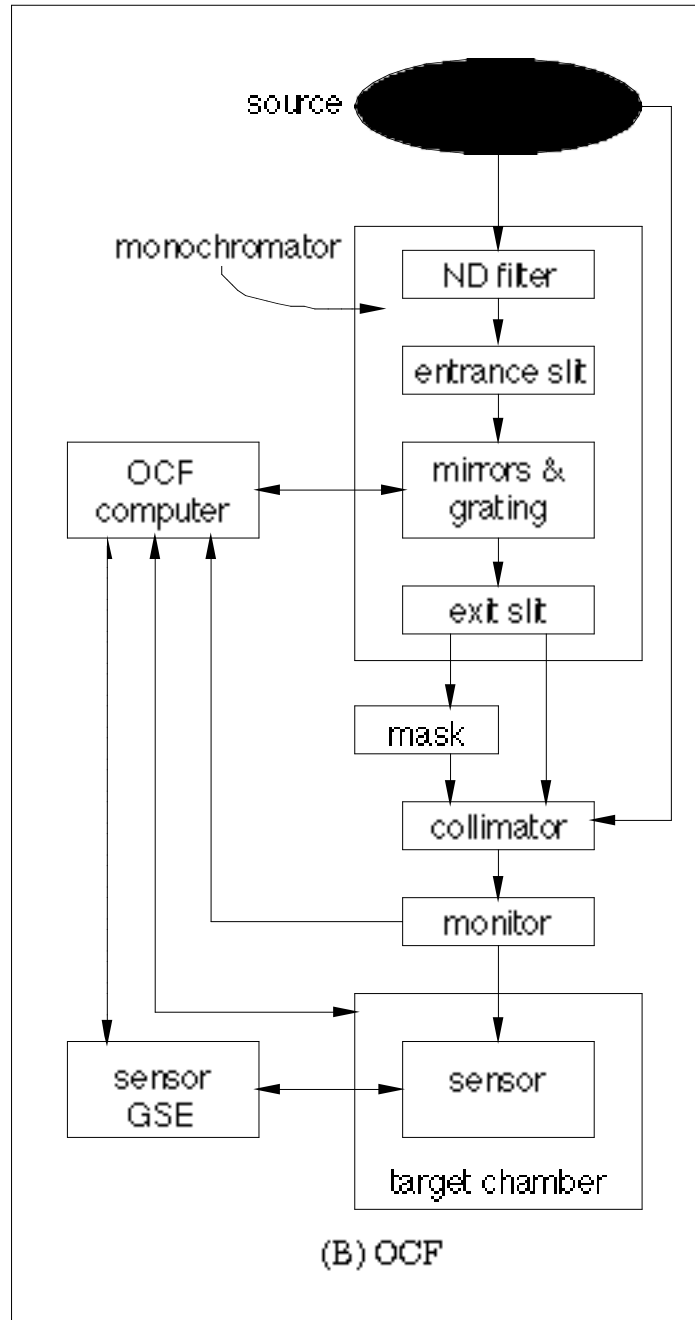 source
monochromator
ND filter
entrance slit
OCF
computer
mirrors &
grating
exit slit
mask
collimator
monitor
sensor
GSE
sensor
target chamber
(B) OCF